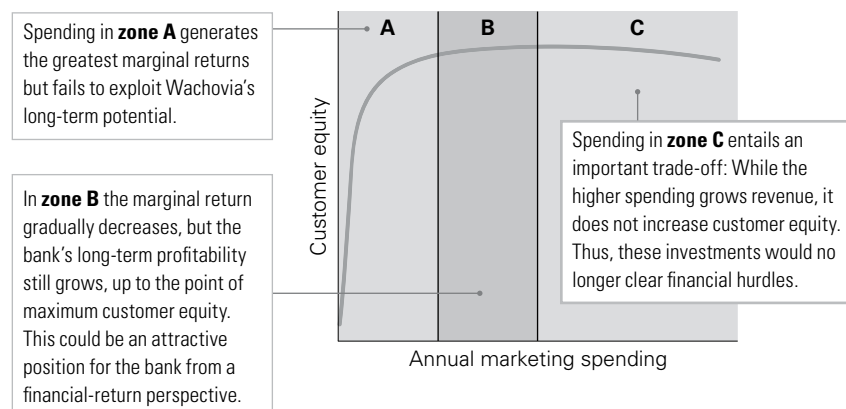 Spending in zone A generates
the greatest marginal returns
but fails to exploit Wachovia's
long-term potential.
In zone B the marginal return
gradually decreases, but the
bank's long-term profitability
still grows, up to the point of
maximum customer equity.
This could be an attractive
position for the bank from a
financial-return perspective.
A
B
C
Customer equity
Spending in zone C entails an
important trade-off: While the
higher spending grows revenue, it
does not increase customer equity.
Thus, these investments would no
longer clear financial hurdles.
Annual marketing spending